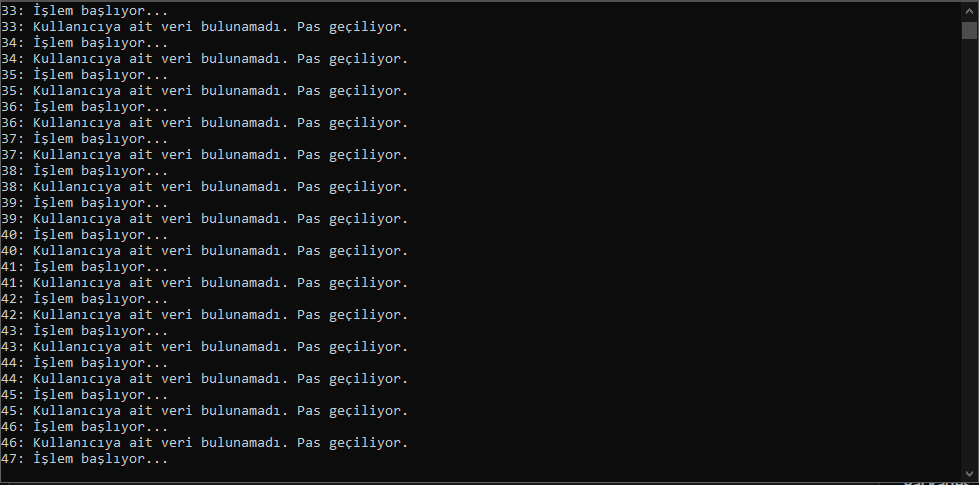 33: İşlem başlıyor...
33: Kullanıcıya ait veri bulunamadı. Pas geçiliyor.
34: İşlem başlıyor...
34: Kullanıcıya ait veri bulunamadı. Pas geçiliyor.
35: İşlem başlıyor...
35: Kullanıcıya ait veri bulunamadı. Pas geçiliyor.
36: İşlem başlıyor...
36: Kullanıcıya ait veri bulunamadı. Pas geçiliyor.
37: İşlem başlıyor...
37: Kullanıcıya ait veri bulunamadı. Pas geçiliyor.
38: İşlem başlıyor...
38: Kullanıcıya ait veri bulunamadı. Pas geçiliyor.
39: İşlem başlıyor...
39: Kullanıcıya ait veri bulunamadı. Pas geçiliyor.
40: İşlem başlıyor...
40: Kullanıcıya ait veri bulunamadı. Pas geçiliyor.
41: İşlem başlıyor...
41: Kullanıcıya ait veri bulunamadı. Pas geçiliyor.
42: İşlem başlıyor...
42: Kullanıcıya ait veri bulunamadı. Pas geçiliyor.
43: İşlem başlıyor...
43: Kullanıcıya ait veri bulunamadı. Pas geçiliyor.
44: İşlem başlıyor...
44: Kullanıcıya ait veri bulunamadı. Pas geçiliyor.
45: İşlem başlıyor...
45: Kullanıcıya ait veri bulunamadı. Pas geçiliyor.
46: İşlem başlıyor...
46: Kullanıcıya ait veri bulunamadı. Pas geçiliyor.
47: İşlem başlıyor...